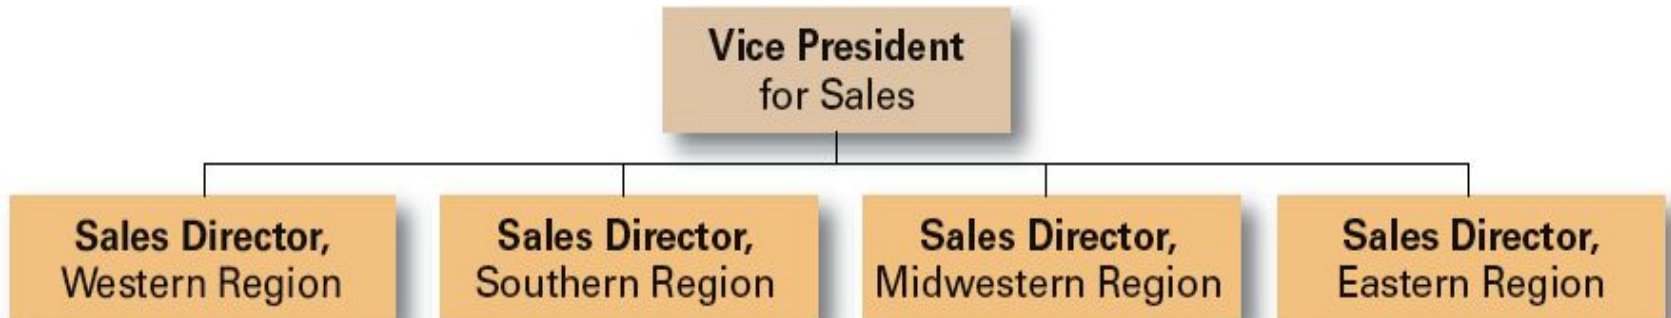 Vice President
for Sales
Sales Director,
Western Region
Sales Director,
Southern Region
Sales Director,
Midwestern Region
Sales Director,
Eastern Region